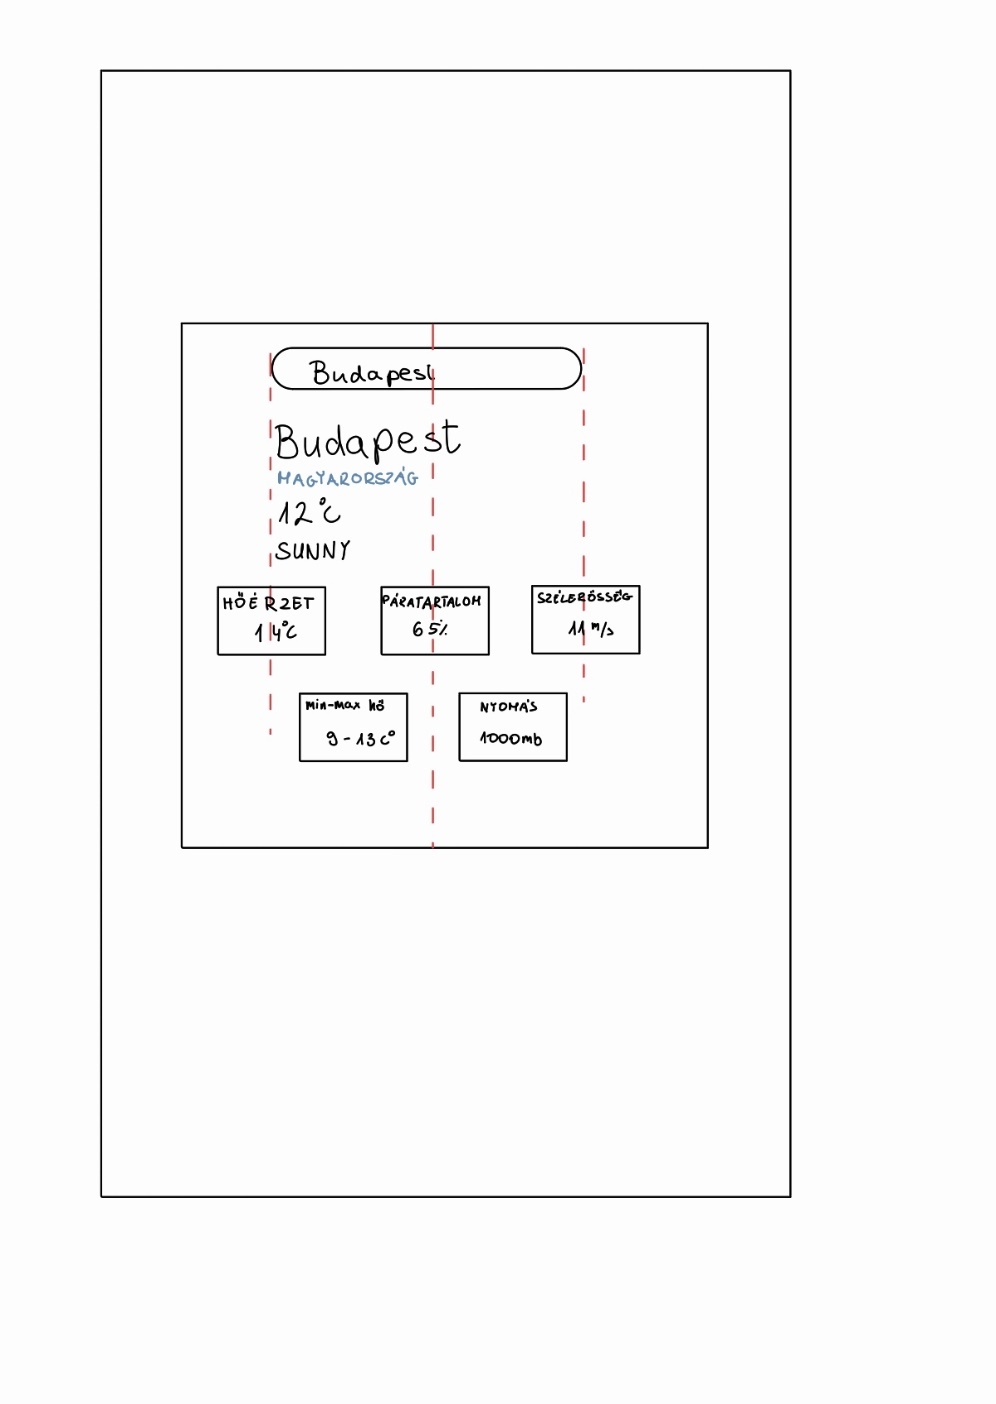 Budapest
Budapest
MAGYARORSZÁG
12°C
SUNNY
HŐÉRZET
14°C
PÁRATARTALOM
65%
SZÉLERŐSSÉG
11 m/s
min-max hő
9-13C°
NYOMÁS
1000mb